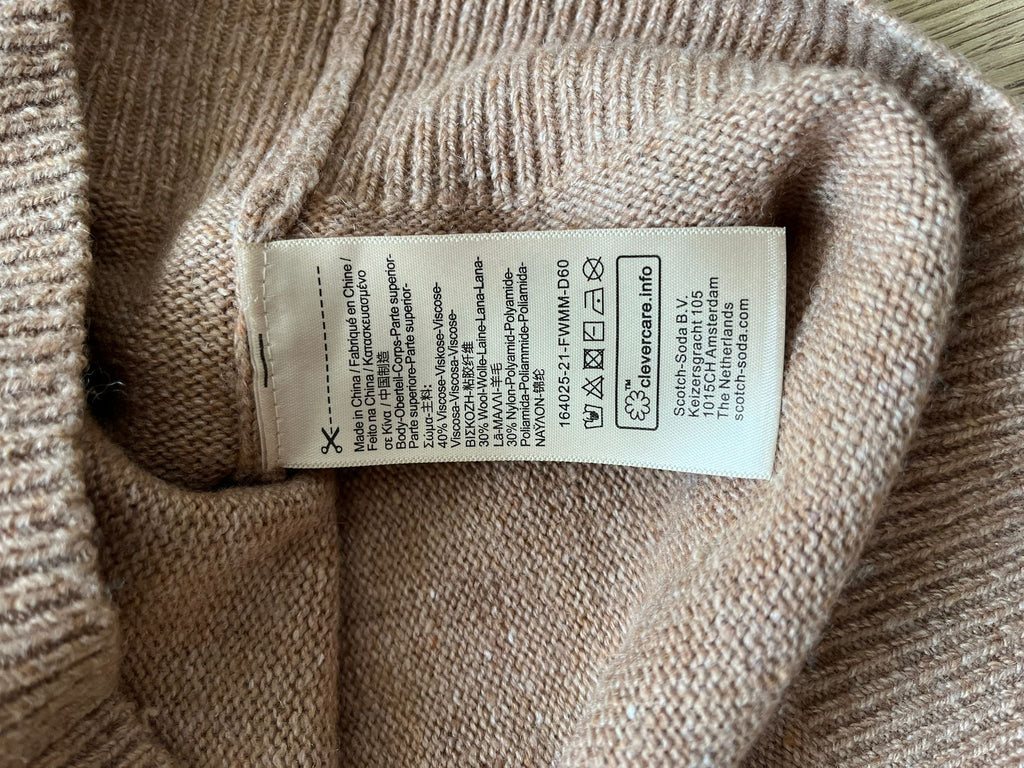 Made in China / Fabriqué en Chine /
Feito na China / Κατασκευασμένο
σε Κίνα / 中国制造
Body-Oberteil-Corps-Parte superior-
Parte superiore-Parte superior-
Σώμα-主料:
40% Viscose-Viskose-Viscose-
Viscosa-Viscosa-Viscose-
ΒΙΣΚΟΖΗ-粘胶纤维
30% Wool-Wolle-Laine-Lana-Lana-
Lã-ΜΑΛΛΙ-羊毛
30% Nylon-Polyamid-Polyamide-
Poliamida-Poliammide-Poliamida-
ΝΑΫΛΟΝ-锦纶
164025-21-FWMM-D60
™ clevercare.info
Scotch-Soda B.V.
Keizersgracht 105
1015CH Amsterdam
The Netherlands
scotch-soda.com